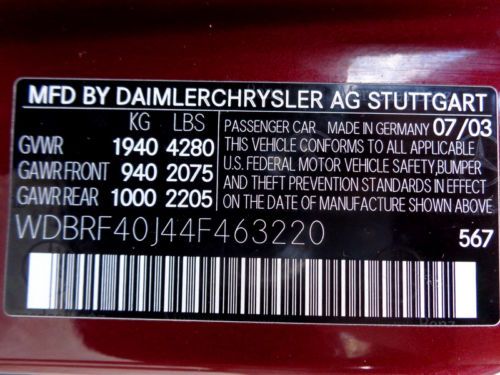 MFD BY DAIMLERCHRYSLER AG STUTTGART
KG LBS
GVWR 1940 4280
GAWR FRONT 940 2075
GAWR REAR 1000 2205
PASSENGER CAR MADE IN GERMANY 07/03
THIS VEHICLE CONFORMS TO ALL APPLICABLE
U.S. FEDERAL MOTOR VEHICLE SAFETY, BUMPER
AND THEFT PREVENTION STANDARDS IN EFFECT
ON THE DATE OF MANUFACTURE SHOWN ABOVE.
WDBRF40J44F463220
567